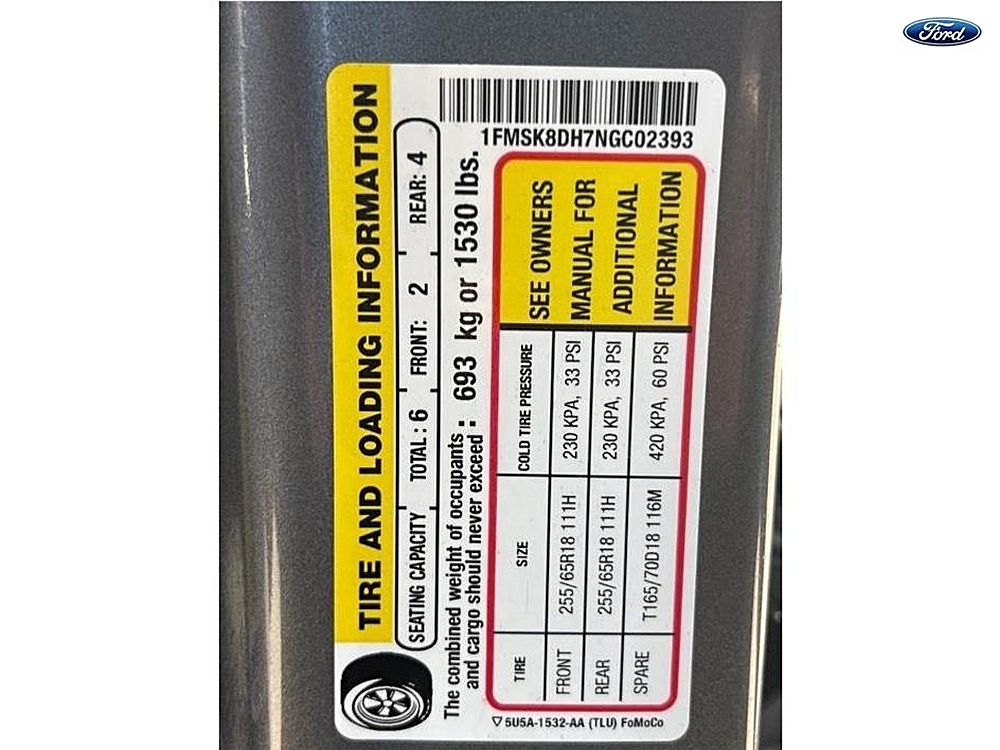 Ford
TIRE AND LOADING INFORMATION
SEATING CAPACITY TOTAL: 6 FRONT: 2 REAR: 4
The combined weight of occupants
and cargo should never exceed : 693 kg or 1530 lbs.
1FMSK8DH7NGC02393
TIRE SIZE COLD TIRE PRESSURE
FRONT 255/65R18 111H 230 KPA, 33 PSI
REAR 255/65R18 111H 230 KPA, 33 PSI
SPARE T165/70D18 116M 420 KPA, 60 PSI
SEE OWNERS
MANUAL FOR
ADDITIONAL
INFORMATION
5U5A-1532-AA (TLU) FoMoCo